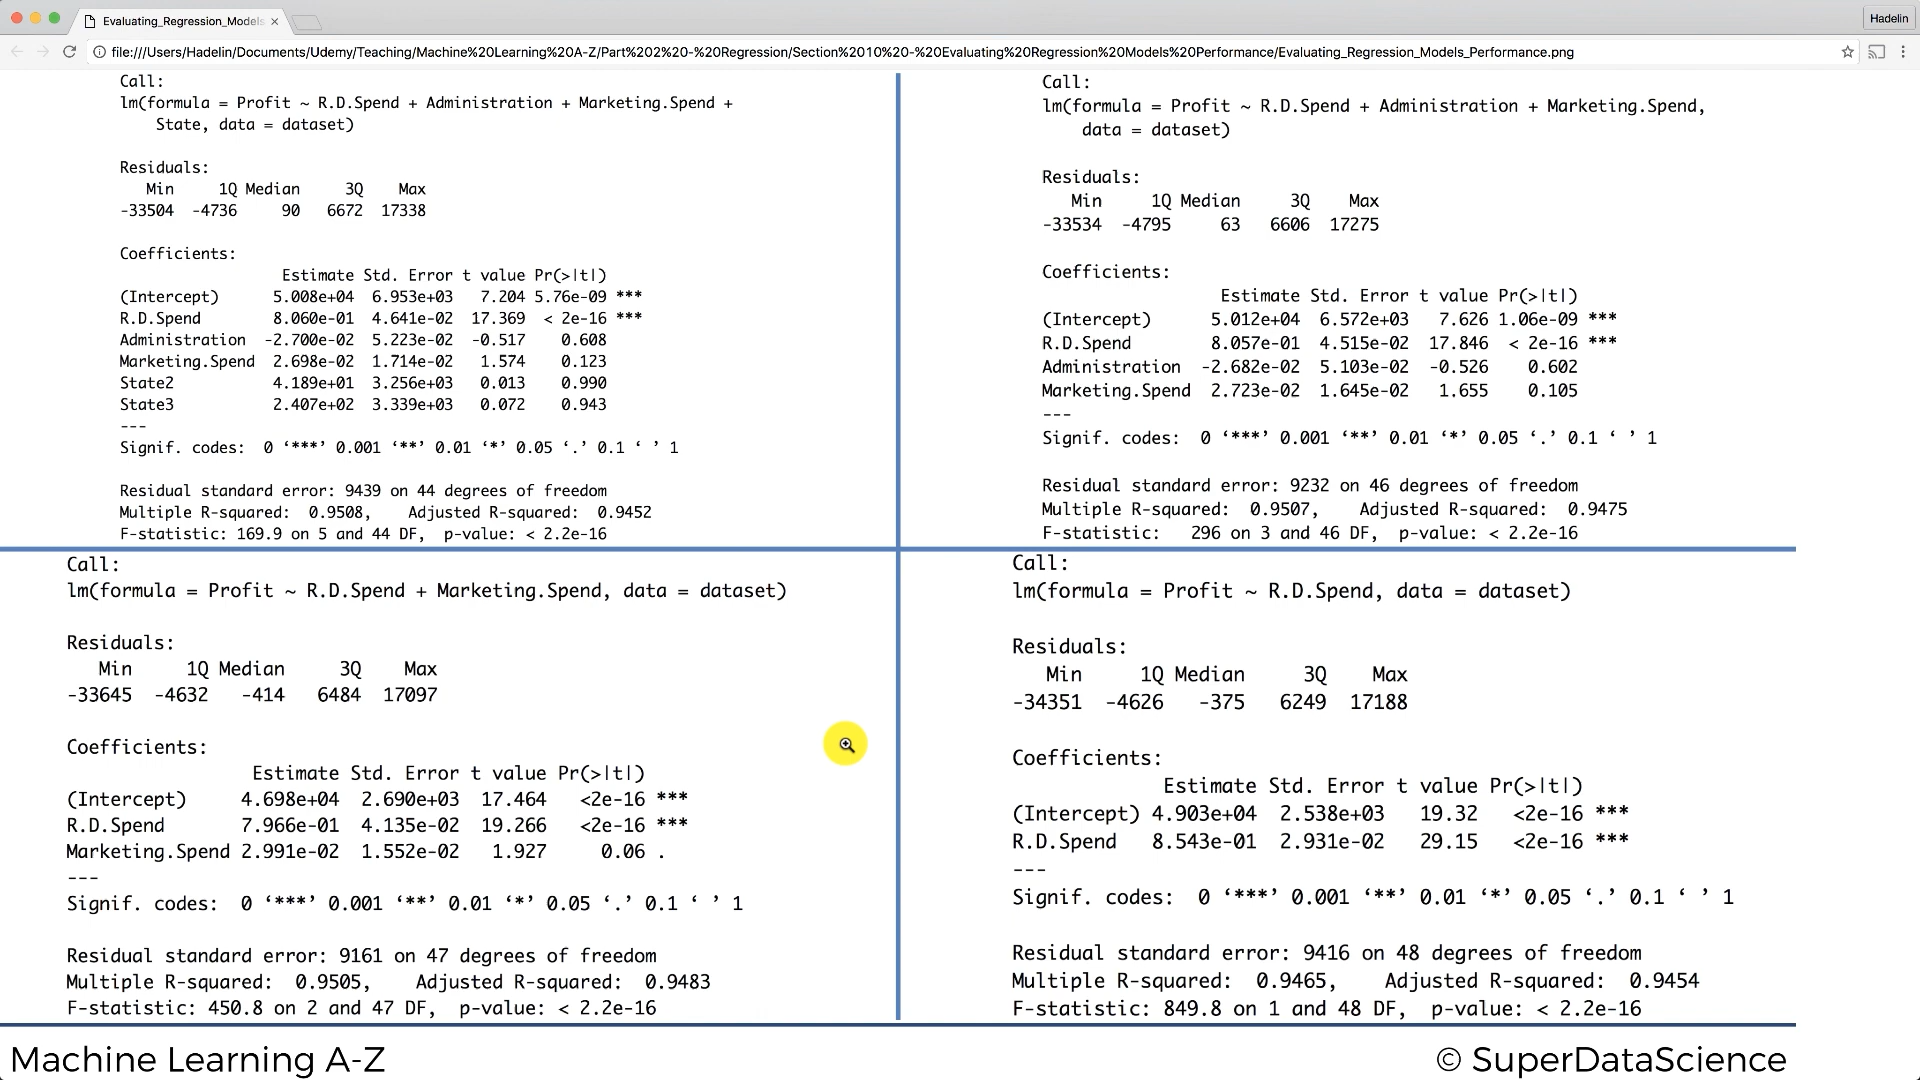 Evaluating_Regression_Models
Hadelin
file:///Users/Hadelin/Documents/Udemy/Teaching/Machine%20Learning%20A-Z/Part%202%20-%20Regression/Section%2010%20-%20Evaluating%20Regression%20Models%20Performance/Evaluating_Regression_Models_Performance.png
Call:
lm(formula = Profit ~ R.D.Spend + Administration + Marketing.Spend +
State, data = dataset)
Residuals:
Min 1Q Median 3Q Max
-33504 -4736 90 6672 17338
Coefficients:
Estimate Std. Error t value Pr(>|t|)
(Intercept) 5.008e+04 6.953e+03 7.204 5.76e-09 ***
R.D.Spend 8.060e-01 4.641e-02 17.369 < 2e-16 ***
Administration -2.700e-02 5.223e-02 -0.517 0.608
Marketing.Spend 2.698e-02 1.714e-02 1.574 0.123
State2 4.189e+01 3.256e+03 0.013 0.990
State3 2.407e+02 3.339e+03 0.072 0.943
---
Signif. codes: 0 ‘***’ 0.001 ‘**’ 0.01 ‘*’ 0.05 ‘.’ 0.1 ‘ ’ 1
Residual standard error: 9439 on 44 degrees of freedom
Multiple R-squared: 0.9508, Adjusted R-squared: 0.9452
F-statistic: 169.9 on 5 and 44 DF, p-value: < 2.2e-16
Call:
lm(formula = Profit ~ R.D.Spend + Administration + Marketing.Spend,
data = dataset)
Residuals:
Min 1Q Median 3Q Max
-33534 -4795 63 6606 17275
Coefficients:
Estimate Std. Error t value Pr(>|t|)
(Intercept) 5.012e+04 6.572e+03 7.626 1.06e-09 ***
R.D.Spend 8.057e-01 4.515e-02 17.846 < 2e-16 ***
Administration -2.682e-02 5.103e-02 -0.526 0.602
Marketing.Spend 2.723e-02 1.645e-02 1.655 0.105
---
Signif. codes: 0 ‘***’ 0.001 ‘**’ 0.01 ‘*’ 0.05 ‘.’ 0.1 ‘ ’ 1
Residual standard error: 9232 on 46 degrees of freedom
Multiple R-squared: 0.9507, Adjusted R-squared: 0.9475
F-statistic: 296 on 3 and 46 DF, p-value: < 2.2e-16
Call:
lm(formula = Profit ~ R.D.Spend + Marketing.Spend, data = dataset)
Residuals:
Min 1Q Median 3Q Max
-33645 -4632 -414 6484 17097
Coefficients:
Estimate Std. Error t value Pr(>|t|)
(Intercept) 4.698e+04 2.690e+03 17.464 <2e-16 ***
R.D.Spend 7.966e-01 4.135e-02 19.266 <2e-16 ***
Marketing.Spend 2.991e-02 1.552e-02 1.927 0.06 .
---
Signif. codes: 0 ‘***’ 0.001 ‘**’ 0.01 ‘*’ 0.05 ‘.’ 0.1 ‘ ’ 1
Residual standard error: 9161 on 47 degrees of freedom
Multiple R-squared: 0.9505, Adjusted R-squared: 0.9483
F-statistic: 450.8 on 2 and 47 DF, p-value: < 2.2e-16
Call:
lm(formula = Profit ~ R.D.Spend, data = dataset)
Residuals:
Min 1Q Median 3Q Max
-34351 -4626 -375 6249 17188
Coefficients:
Estimate Std. Error t value Pr(>|t|)
(Intercept) 4.903e+04 2.538e+03 19.32 <2e-16 ***
R.D.Spend 8.543e-01 2.931e-02 29.15 <2e-16 ***
---
Signif. codes: 0 ‘***’ 0.001 ‘**’ 0.01 ‘*’ 0.05 ‘.’ 0.1 ‘ ’ 1
Residual standard error: 9416 on 48 degrees of freedom
Multiple R-squared: 0.9465, Adjusted R-squared: 0.9454
F-statistic: 849.8 on 1 and 48 DF, p-value: < 2.2e-16
Machine Learning A-Z
© SuperDataScience